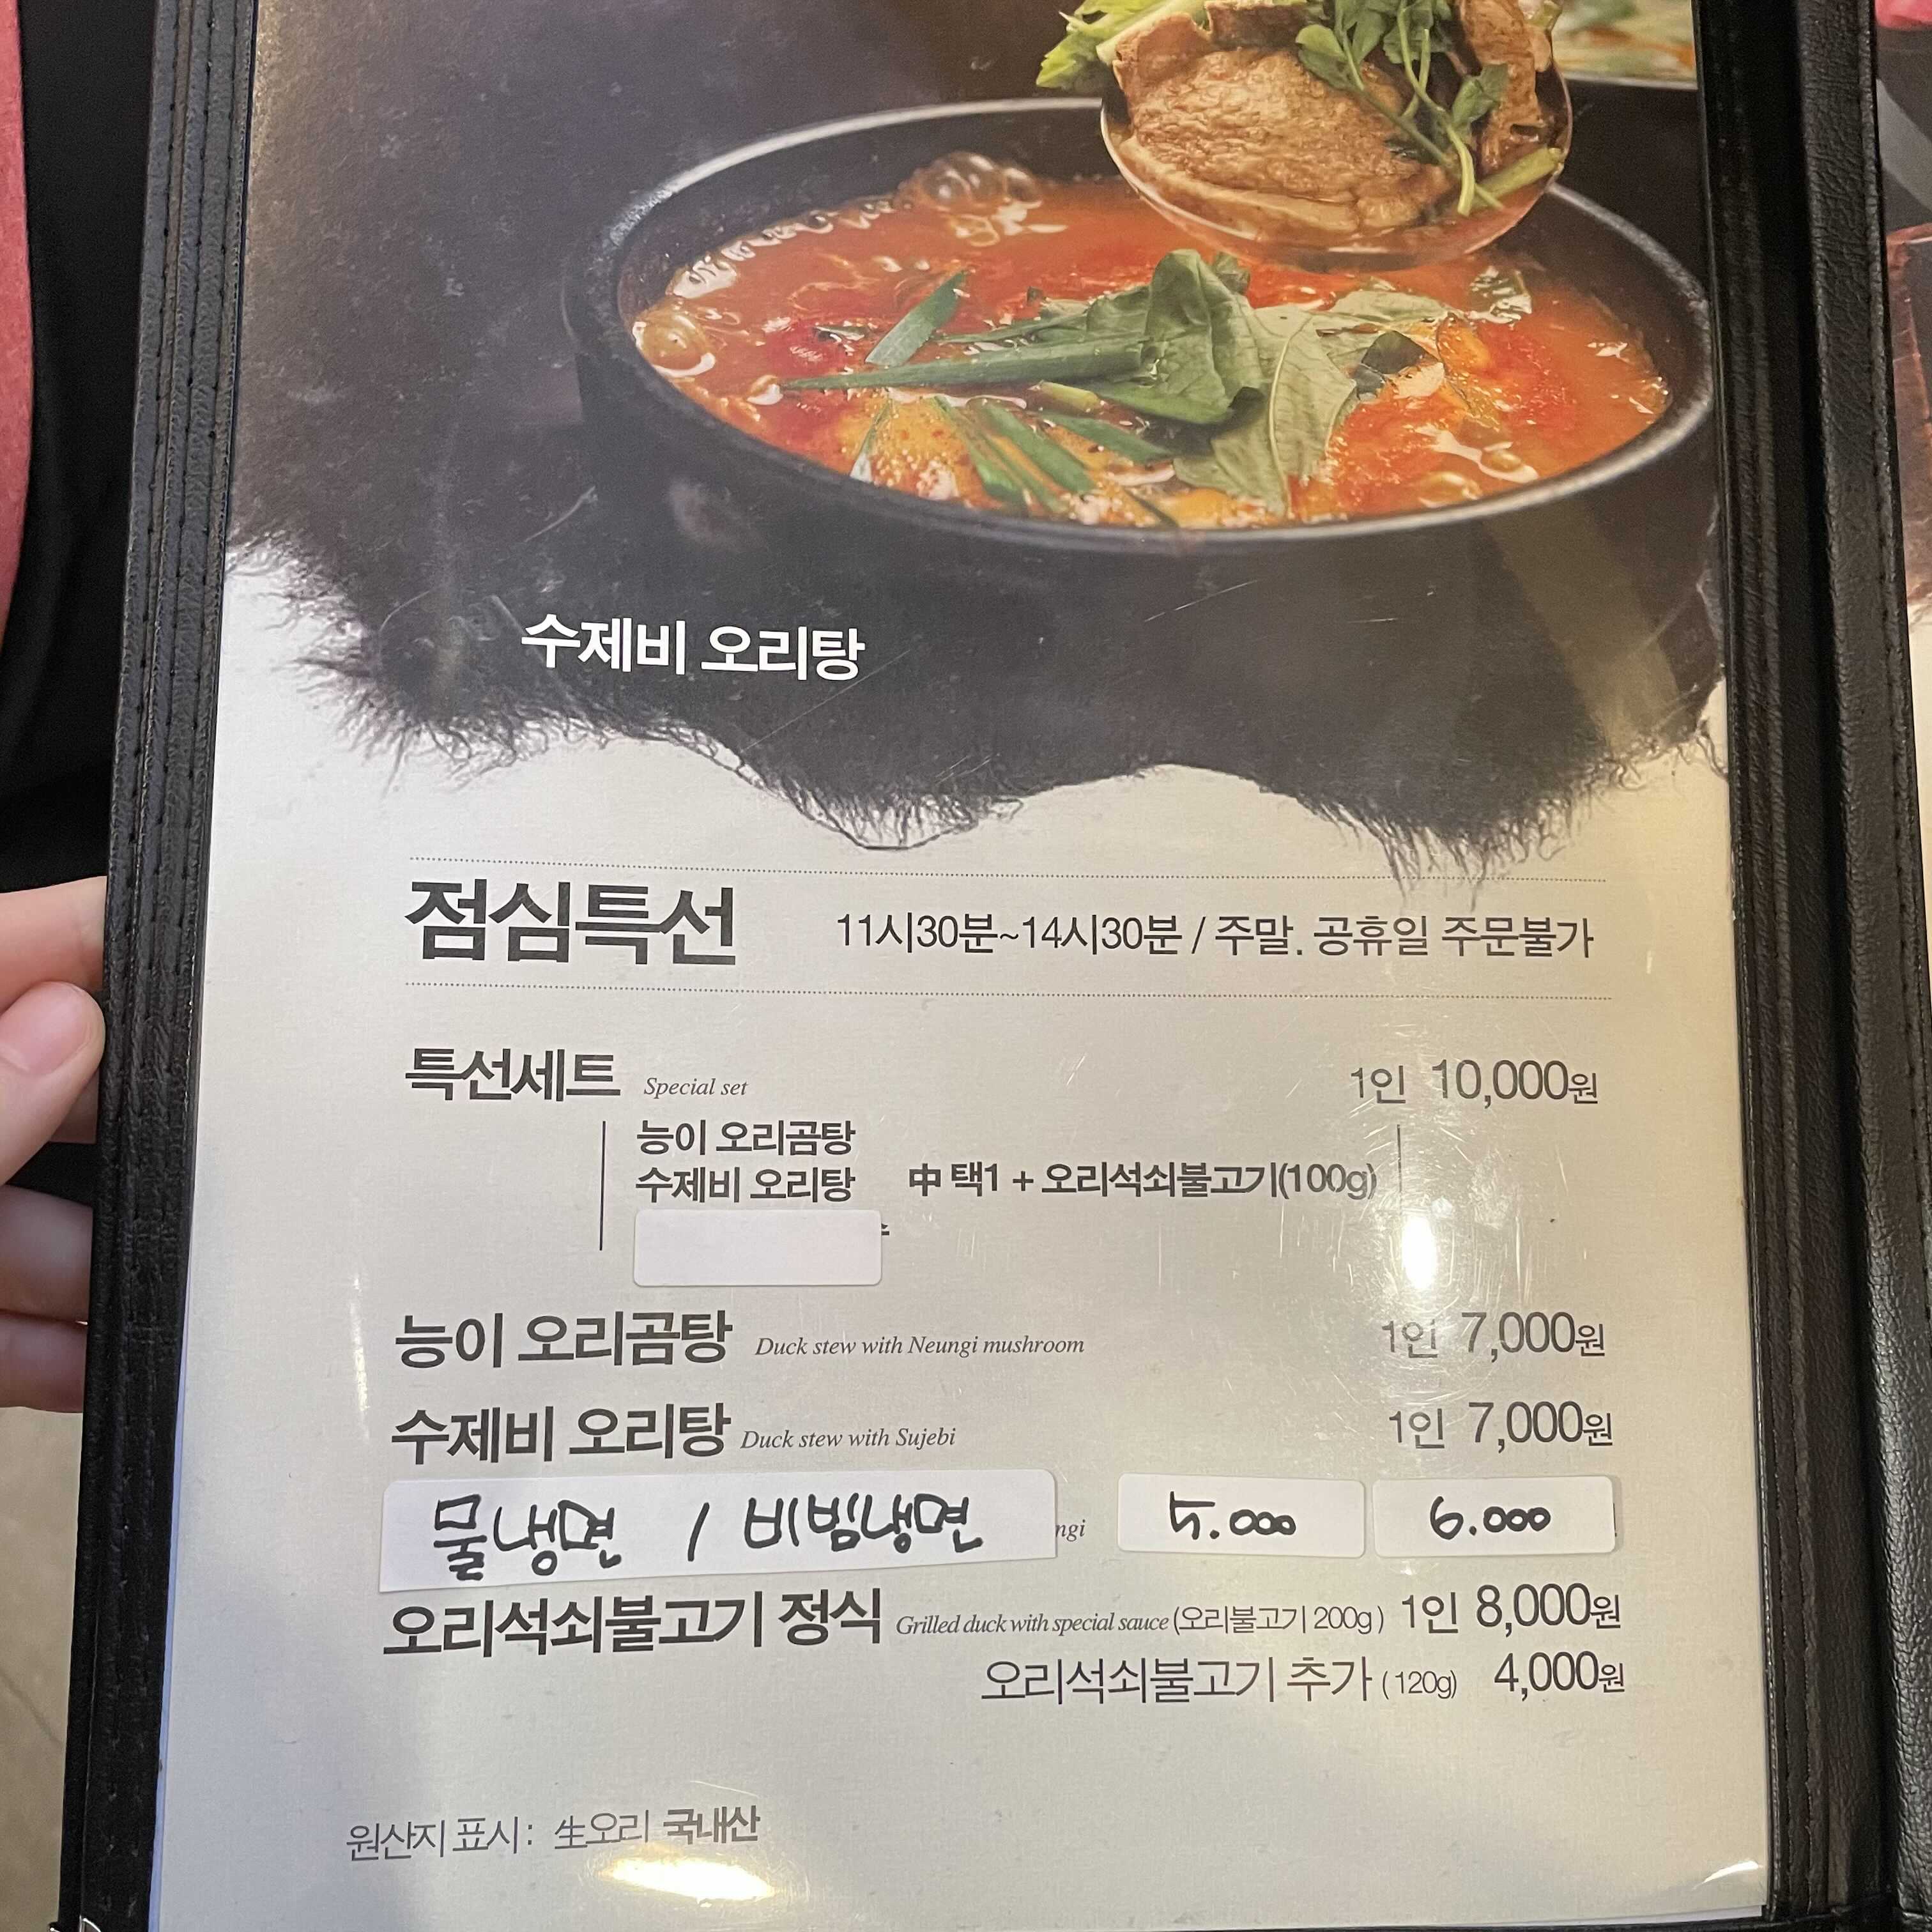 수제비 오리탕
점심특선 11시30분~14시30분 / 주말. 공휴일 주문불가
특선세트 Special set 1인 10,000원
능이 오리곰탕
수제비 오리탕 中 택1 + 오리석쇠불고기(100g)
능이 오리곰탕 Duck stew with Neungi mushroom 1인 7,000원
수제비 오리탕 Duck stew with Sujebi 1인 7,000원
물냉면 / 비빔냉면 ngi 5.000 6.000
오리석쇠불고기 정식 Grilled duck with special sauce (오리불고기 200g) 1인 8,000원
오리석쇠불고기 추가 (120g) 4,000원
원산지 표시 : 生오리 국내산